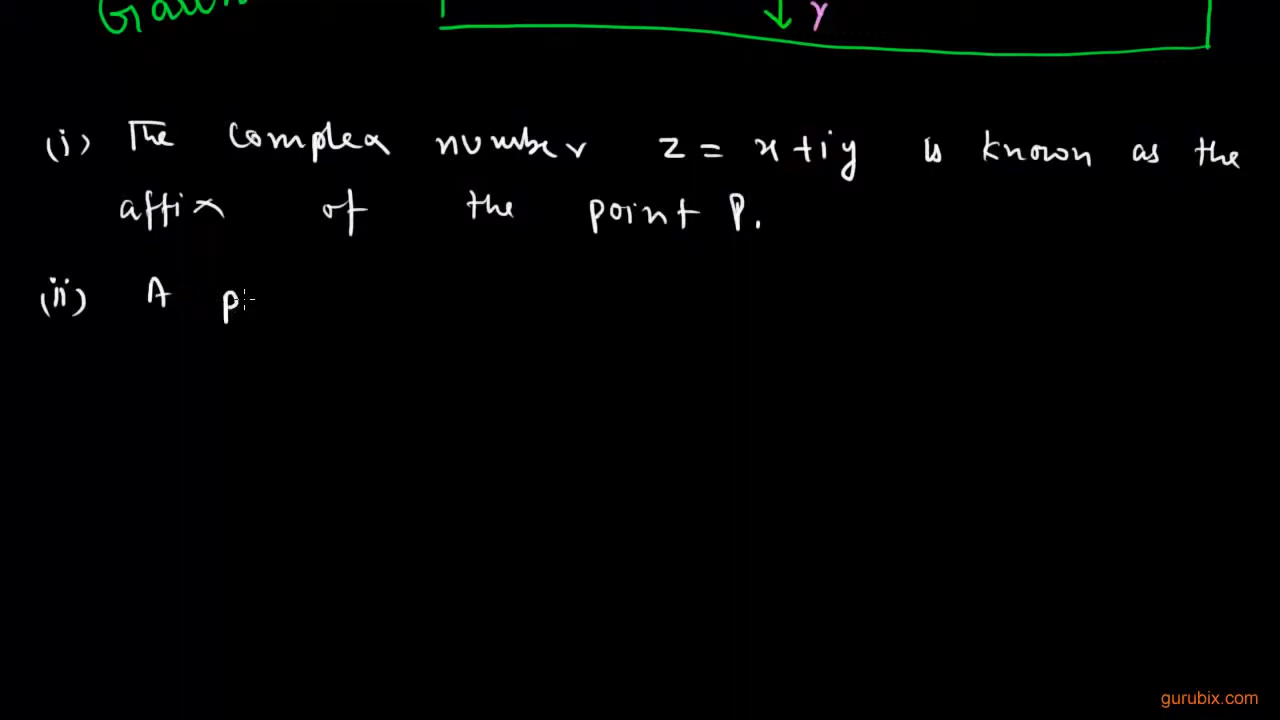 Y
(i) The complex number z = x + iy is known as the
affix of the point P.
(ii) A p
gurubix.com